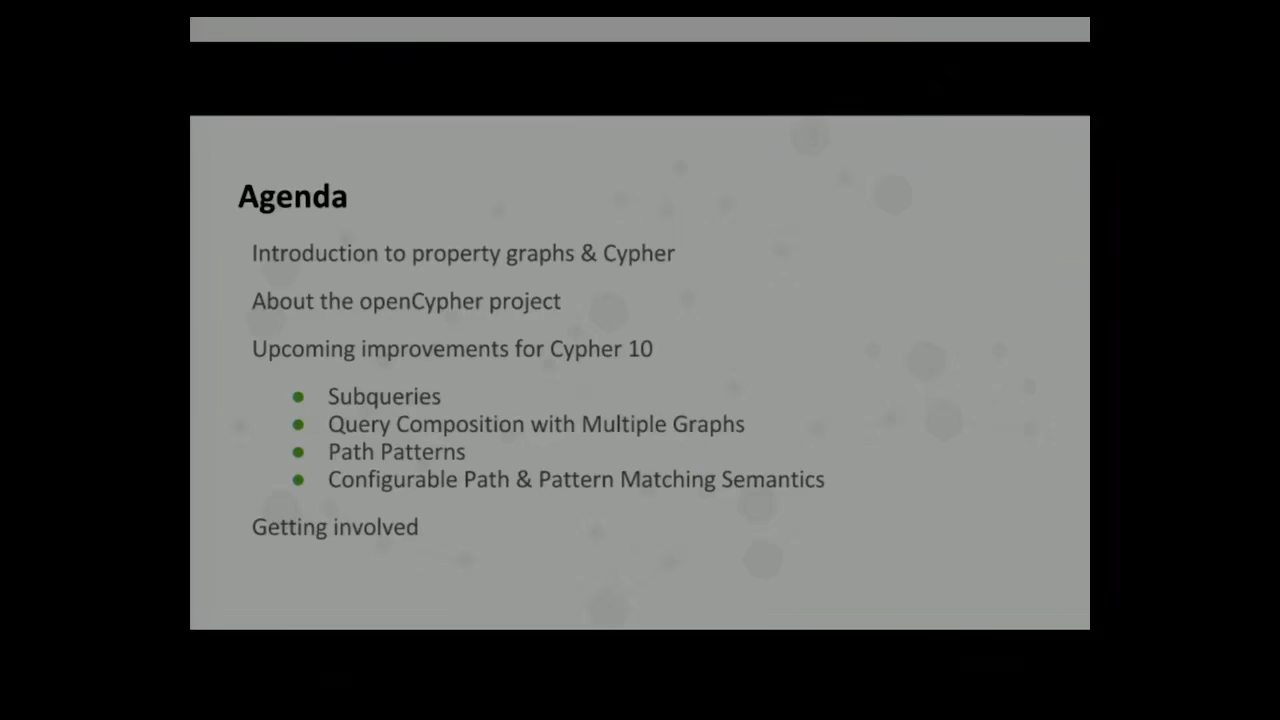 Agenda
Introduction to property graphs & Cypher
About the openCypher project
Upcoming improvements for Cypher 10
● Subqueries
● Query Composition with Multiple Graphs
● Path Patterns
● Configurable Path & Pattern Matching Semantics
Getting involved